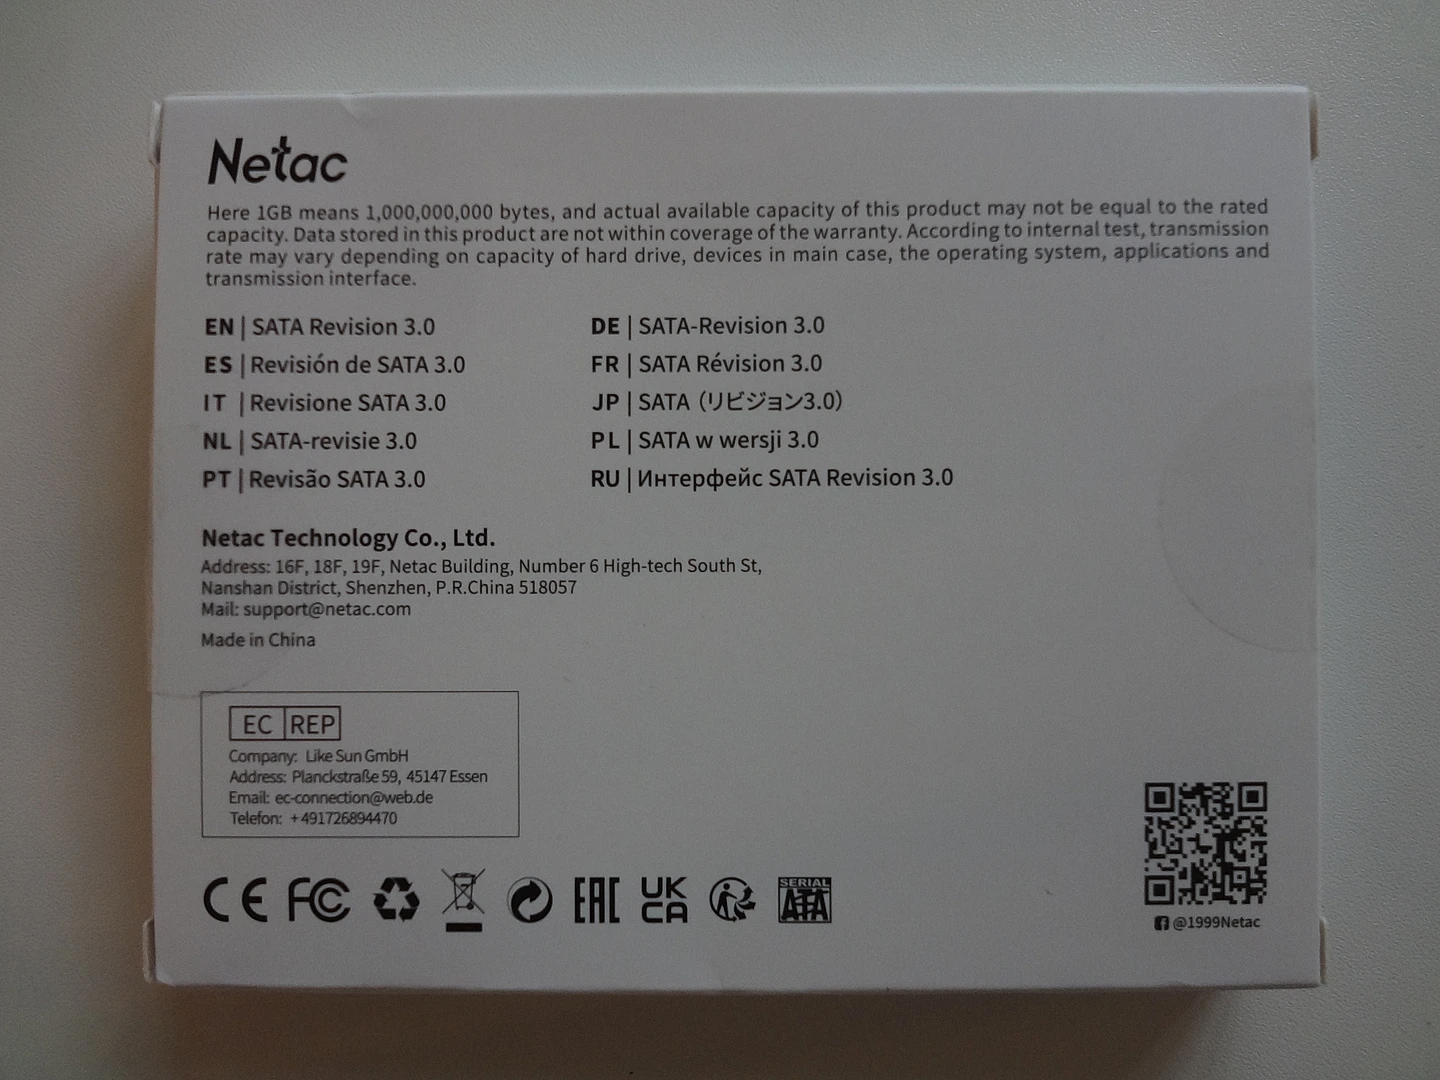 Netac
Here 1GB means 1,000,000,000 bytes, and actual available capacity of this product may not be equal to the rated
capacity. Data stored in this product are not within coverage of the warranty. According to internal test, transmission
rate may vary depending on capacity of hard drive, devices in main case, the operating system, applications and
transmission interface.
EN | SATA Revision 3.0
ES | Revisión de SATA 3.0
IT | Revisione SATA 3.0
NL | SATA-revisie 3.0
PT | Revisão SATA 3.0
DE | SATA-Revision 3.0
FR | SATA Révision 3.0
JP | SATA（リビジョン3.0）
PL | SATA w wersji 3.0
RU | Интерфейс SATA Revision 3.0
Netac Technology Co., Ltd.
Address: 16F, 18F, 19F, Netac Building, Number 6 High-tech South St,
Nanshan District, Shenzhen, P.R.China 518057
Mail: support@netac.com
Made in China
EC REP
Company: Like Sun GmbH
Address: Planckstraße 59, 45147 Essen
Email: ec-connection@web.de
Telefon: +491726894470
CE FC EAC UK CA SERIAL ATA
@1999Netac